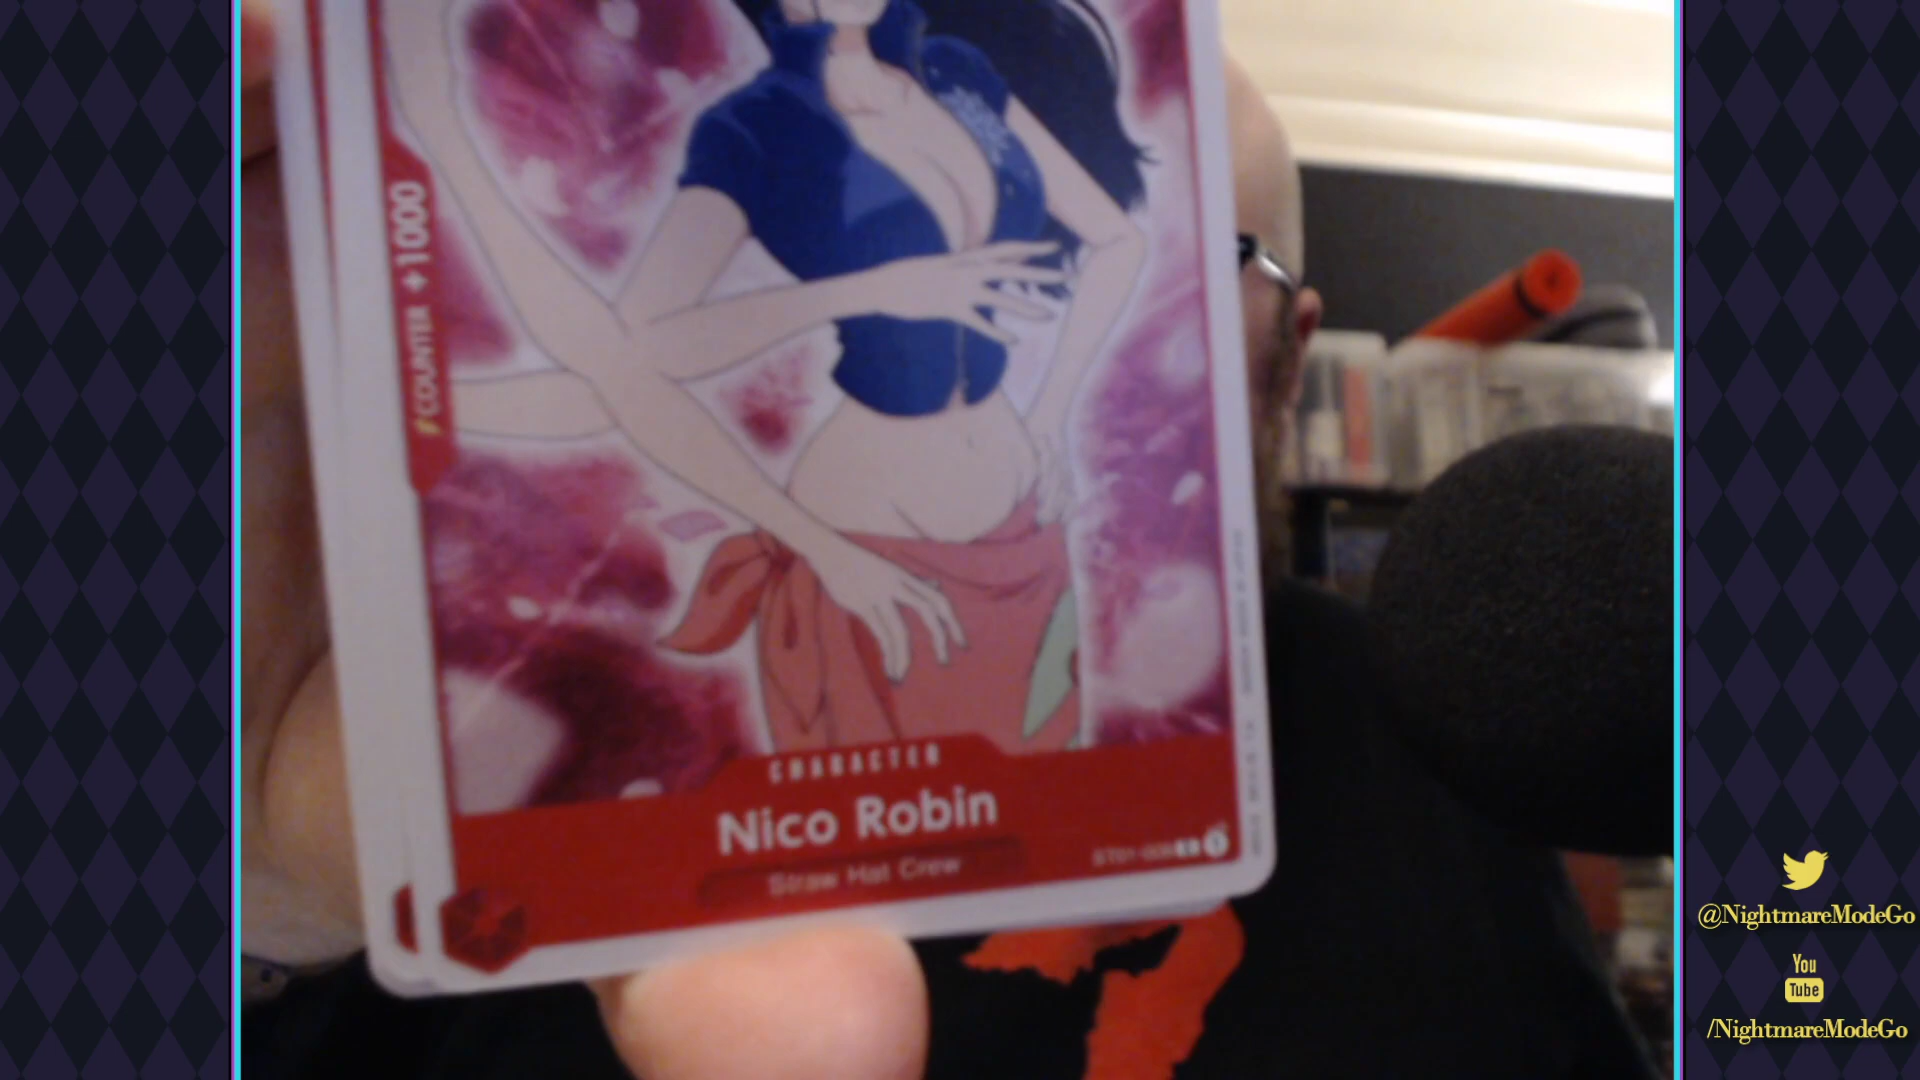 COUNTER +1000
CHARACTER
Nico Robin
Straw Hat Crew
@NightmareModeGo
You
Tube
/NightmareModeGo